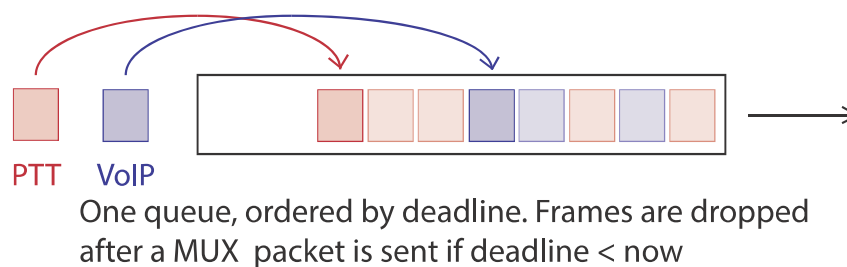 PTT VoIP
One queue, ordered by deadline. Frames are dropped
after a MUX packet is sent if deadline < now